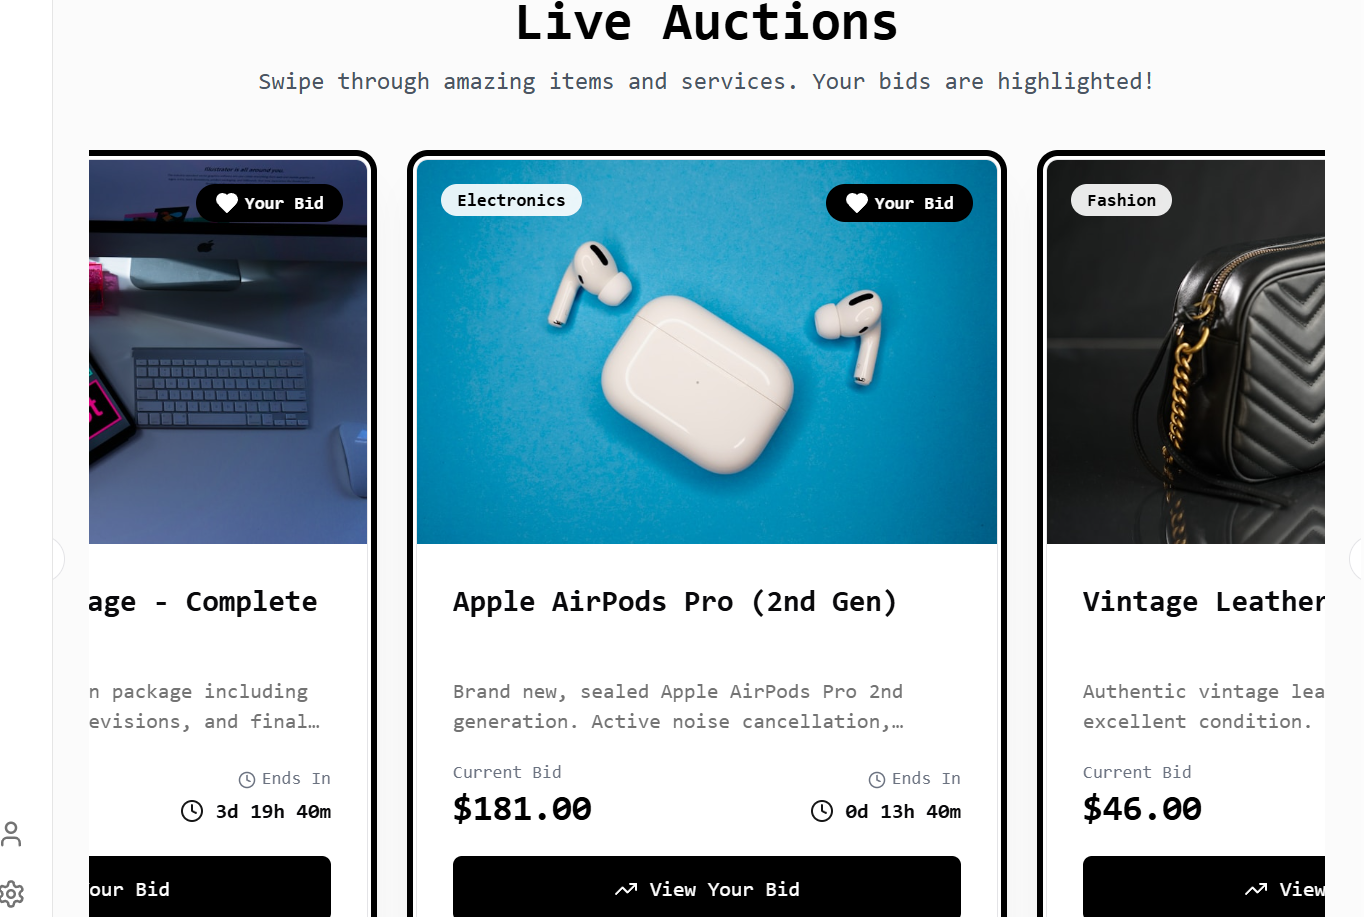 Live Auctions
Swipe through amazing items and services. Your bids are highlighted!
Your Bid
age - Complete
n package including
evisions, and final…
Ends In
3d 19h 40m
our Bid
Electronics
Your Bid
Apple AirPods Pro (2nd Gen)
Brand new, sealed Apple AirPods Pro 2nd
generation. Active noise cancellation,…
Current Bid
Ends In
$181.00
0d 13h 40m
View Your Bid
Fashion
Vintage Leather
Authentic vintage lea
excellent condition.
Current Bid
$46.00
View